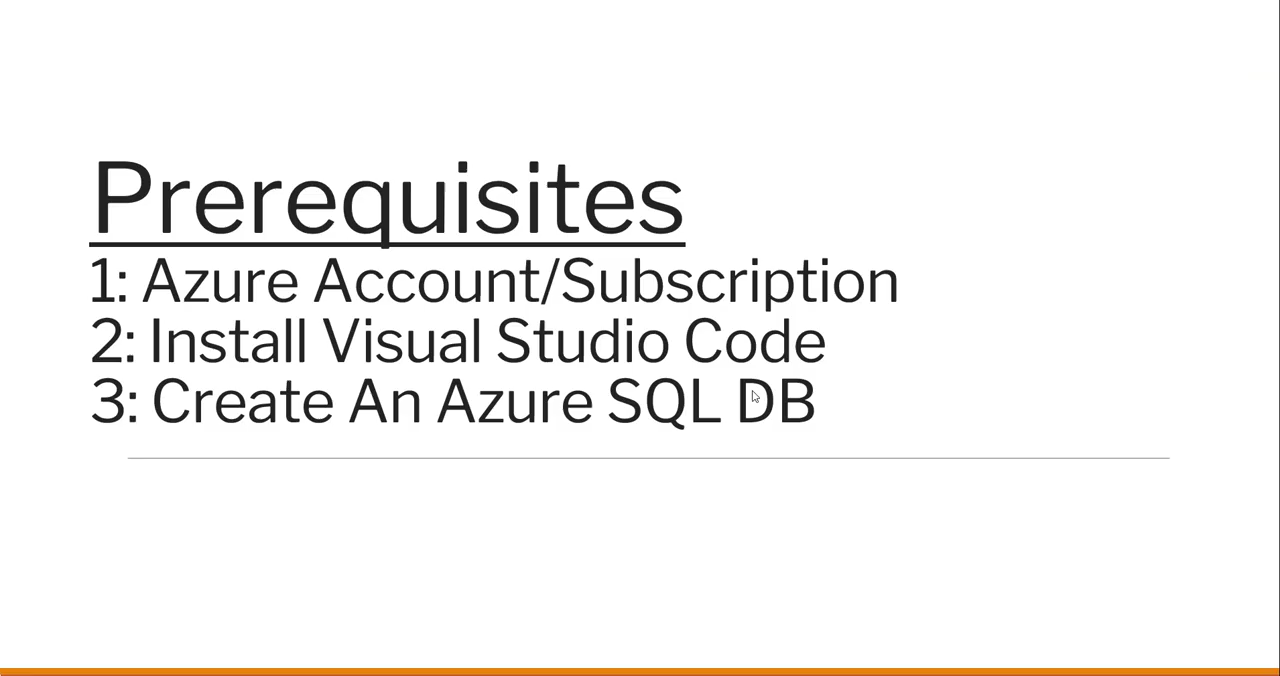 Prerequisites
1: Azure Account/Subscription
2: Install Visual Studio Code
3: Create An Azure SQL DB